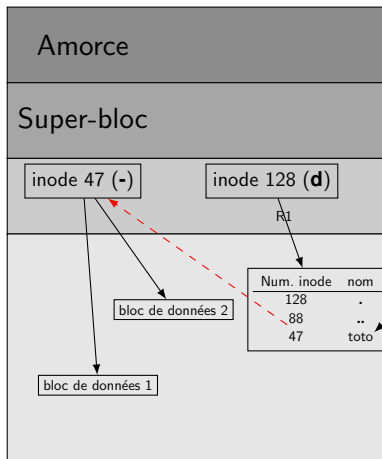 Amorce
Super-bloc
inode 47 (-)
inode 128 (d)
R1
Num. inode nom
128 .
88 ..
47 toto
bloc de données 2
bloc de données 1